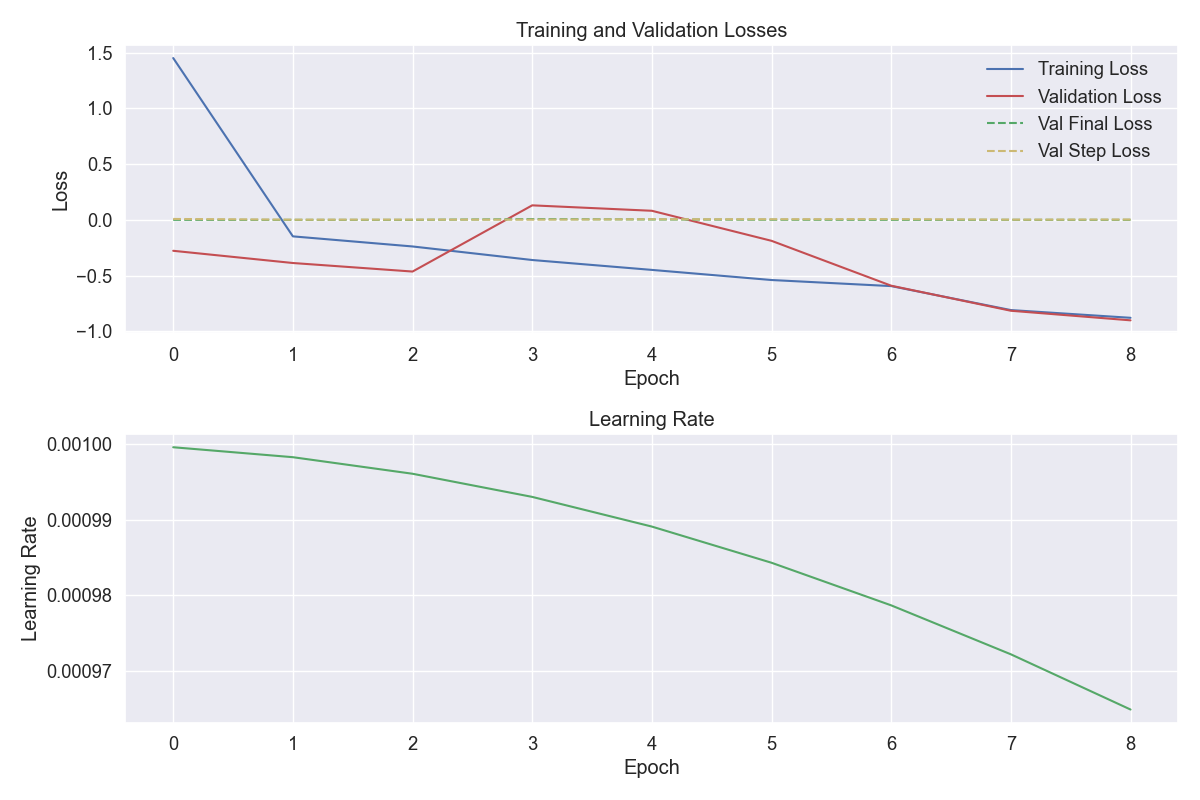 Training and Validation Losses
1.5
1.0
0.5
0.0
−0.5
−1.0
Loss
Training Loss
Validation Loss
Val Final Loss
Val Step Loss
0 1 2 3 4 5 6 7 8
Epoch
Learning Rate
0.00100
0.00099
0.00098
0.00097
Learning Rate
0 1 2 3 4 5 6 7 8
Epoch